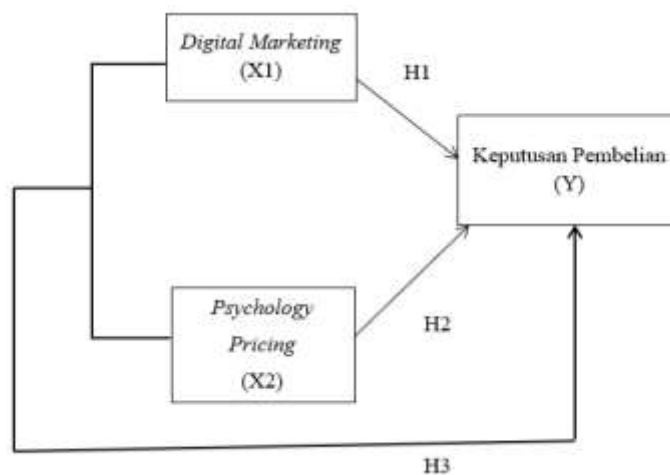 Digital Marketing
(X1)
H1
Keputusan Pembelian
(Y)
Psychology
Pricing
(X2)
H2
H3